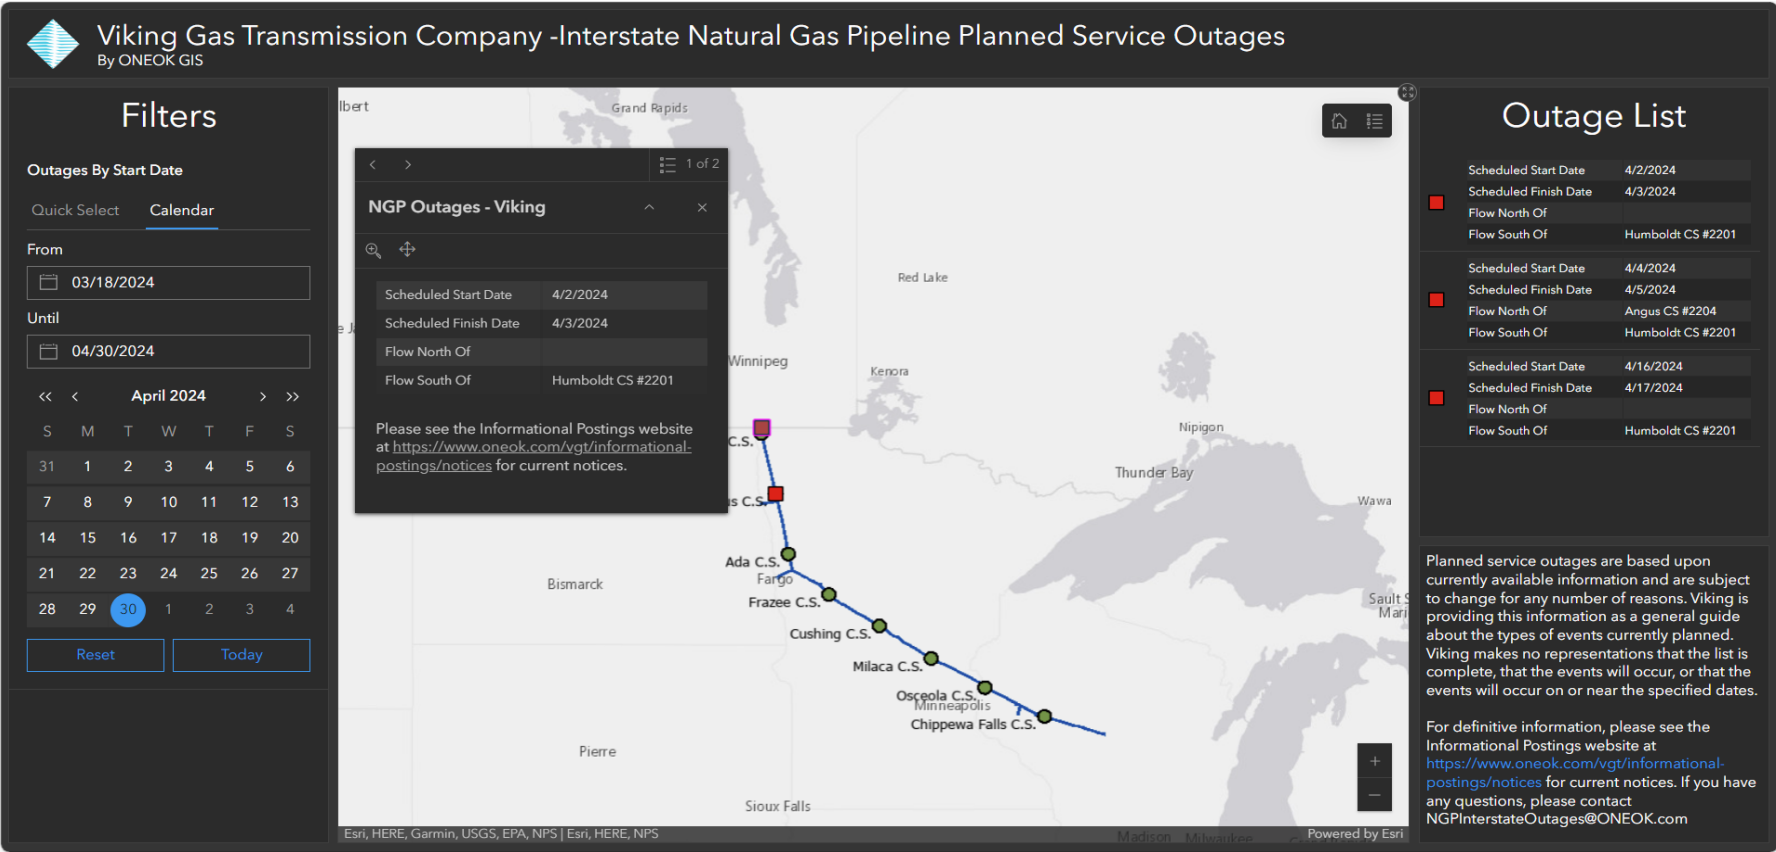 Viking Gas Transmission Company -Interstate Natural Gas Pipeline Planned Service Outages
By ONEOK GIS
Filters
Outages By Start Date
Quick Select Calendar
From
03/18/2024
Until
04/30/2024
<< < April 2024 > >>
S M T W T F S
31 1 2 3 4 5 6
7 8 9 10 11 12 13
14 15 16 17 18 19 20
21 22 23 24 25 26 27
28 29 30 1 2 3 4
Reset Today
lbert
Grand Rapids
1 of 2
NGP Outages - Viking
Scheduled Start Date 4/2/2024
Scheduled Finish Date 4/3/2024
Flow North Of
Flow South Of Humboldt CS #2201
Please see the Informational Postings website
at https://www.oneok.com/vgt/informational-
postings/notices for current notices.
Red Lake
Winnipeg
Kenora
Nipigon
C.S.
Thunder Bay
Wawa
s C.S.
Ada C.S.
Fargo
Bismarck
Frazee C.S.
Sault S
Mari
Cushing C.S.
Milaca C.S.
Osceola C.S.
Minneapolis
Chippewa Falls C.S.
Pierre
Sioux Falls
Madison Milwaukee
Esri, HERE, Garmin, USGS, EPA, NPS | Esri, HERE, NPS
Powered by Esri
Outage List
Scheduled Start Date 4/2/2024
Scheduled Finish Date 4/3/2024
Flow North Of
Flow South Of Humboldt CS #2201
Scheduled Start Date 4/4/2024
Scheduled Finish Date 4/5/2024
Flow North Of Angus CS #2204
Flow South Of Humboldt CS #2201
Scheduled Start Date 4/16/2024
Scheduled Finish Date 4/17/2024
Flow North Of
Flow South Of Humboldt CS #2201
Planned service outages are based upon
currently available information and are subject
to change for any number of reasons. Viking is
providing this information as a general guide
about the types of events currently planned.
Viking makes no representations that the list is
complete, that the events will occur, or that the
events will occur on or near the specified dates.
For definitive information, please see the
Informational Postings website at
https://www.oneok.com/vgt/informational-
postings/notices for current notices. If you have
any questions, please contact
NGPInterstateOutages@ONEOK.com